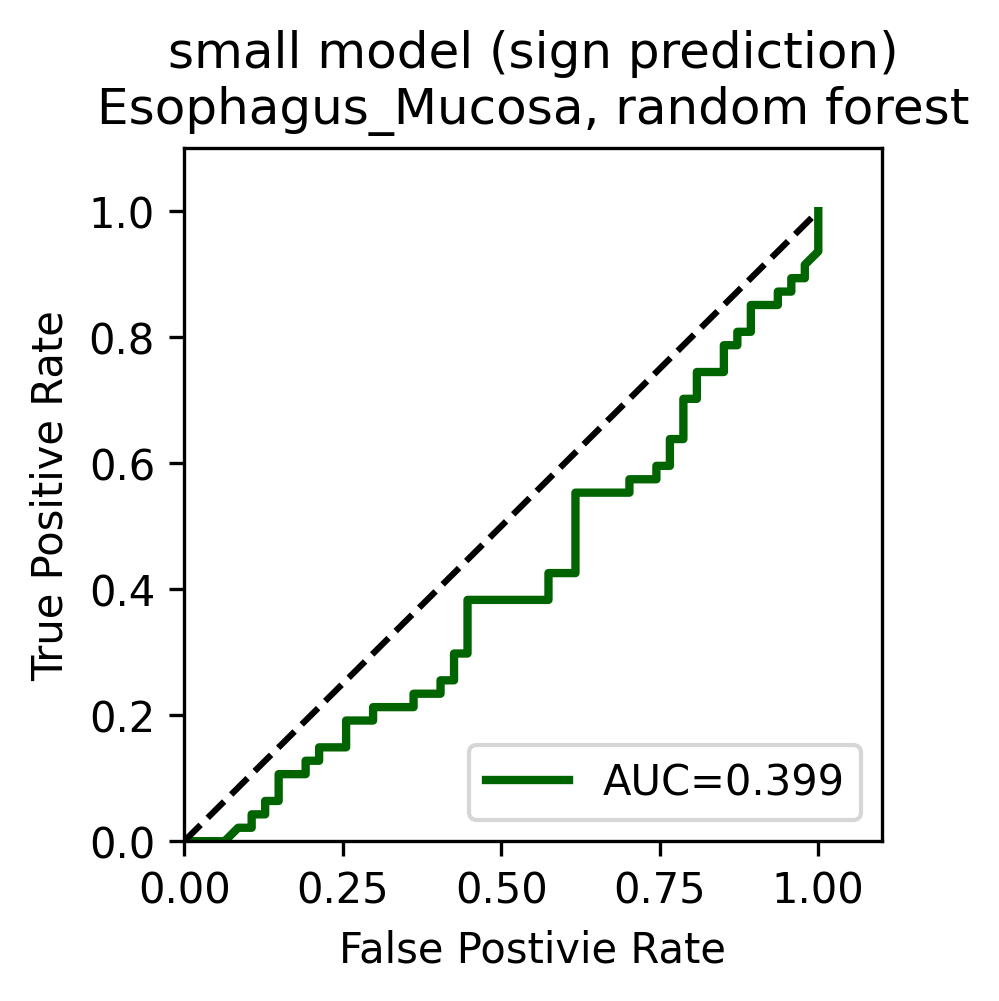 small model (sign prediction)
Esophagus_Mucosa, random forest
1.0
0.8
0.6
0.4
0.2
0.0
True Positive Rate
AUC=0.399
0.00 0.25 0.50 0.75 1.00
False Postivie Rate